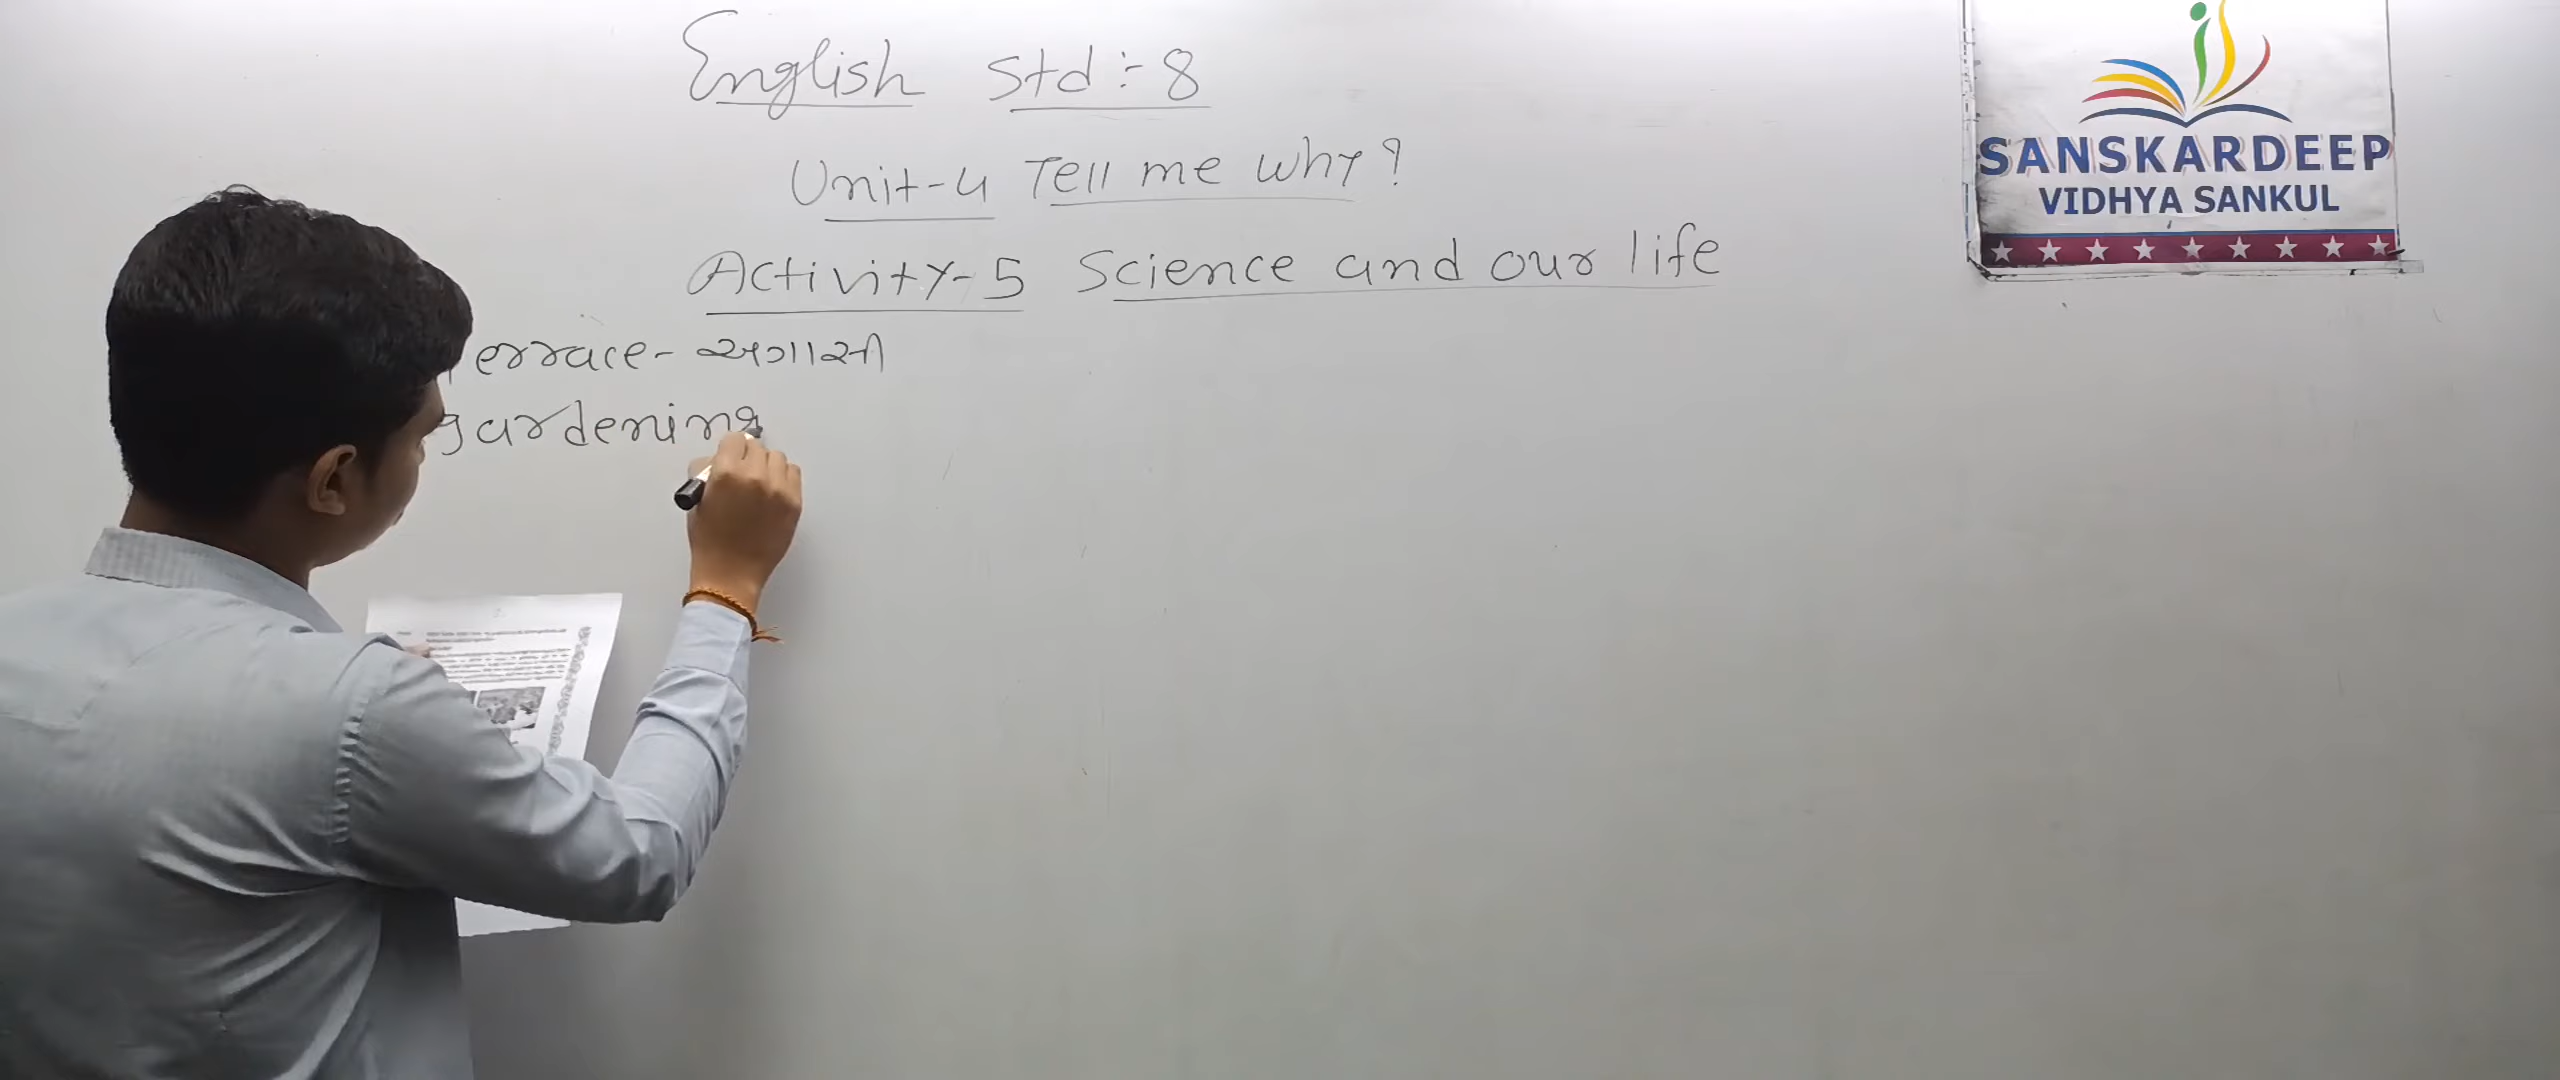 English Std :- 8
Unit-4 Tell me why?
Activity-5 Science and our life
Terrace - અગાસી
gardening
SANSKARDEEP
VIDHYA SANKUL